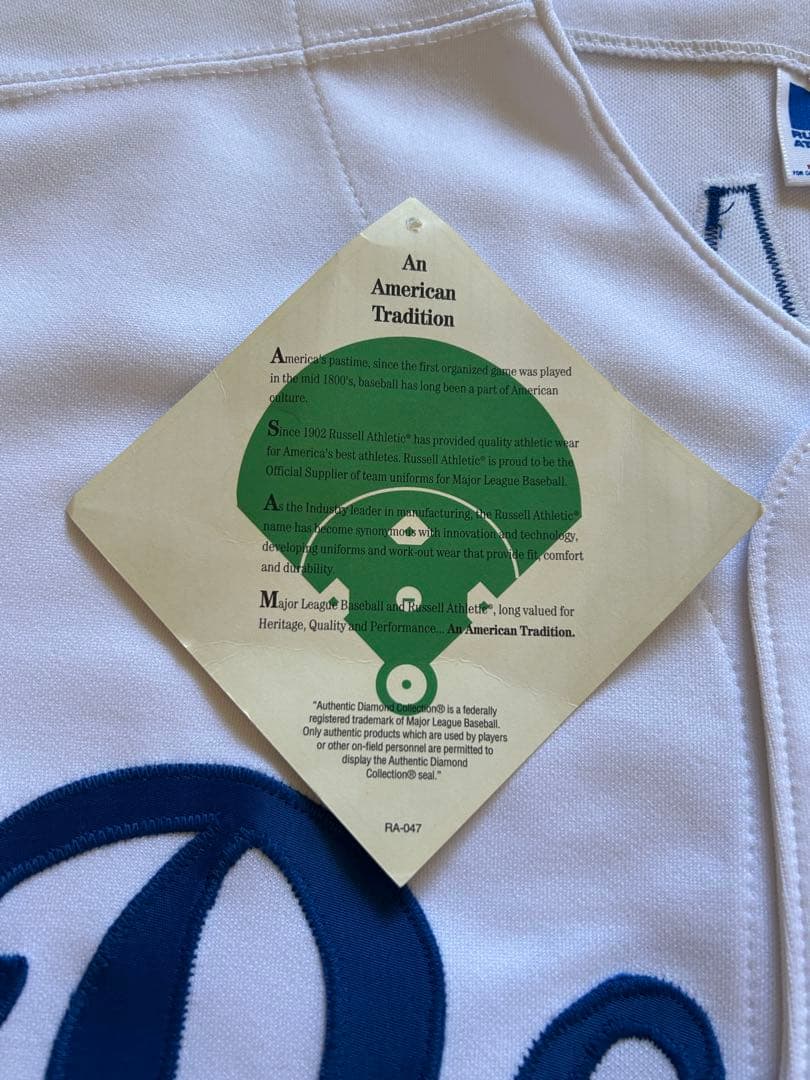 An
American
Tradition
America's pastime, since the first organized game was played
in the mid 1800's, baseball has long been a part of American
culture.
Since 1902 Russell Athletic® has provided quality athletic wear
for America's best athletes. Russell Athletic® is proud to be the
Official Supplier of team uniforms for Major League Baseball.
As the Industry leader in manufacturing, the Russell Athletic®
name has become synonymous with innovation and technology,
developing uniforms and work-out wear that provide fit, comfort
and durability.
Major League Baseball and Russell Athletic®, long valued for
Heritage, Quality and Performance... An American Tradition.
"Authentic Diamond Collection® is a federally
registered trademark of Major League Baseball.
Only authentic products which are used by players
or other on-field personnel are permitted to
display the Authentic Diamond
Collection® seal."
RA-047